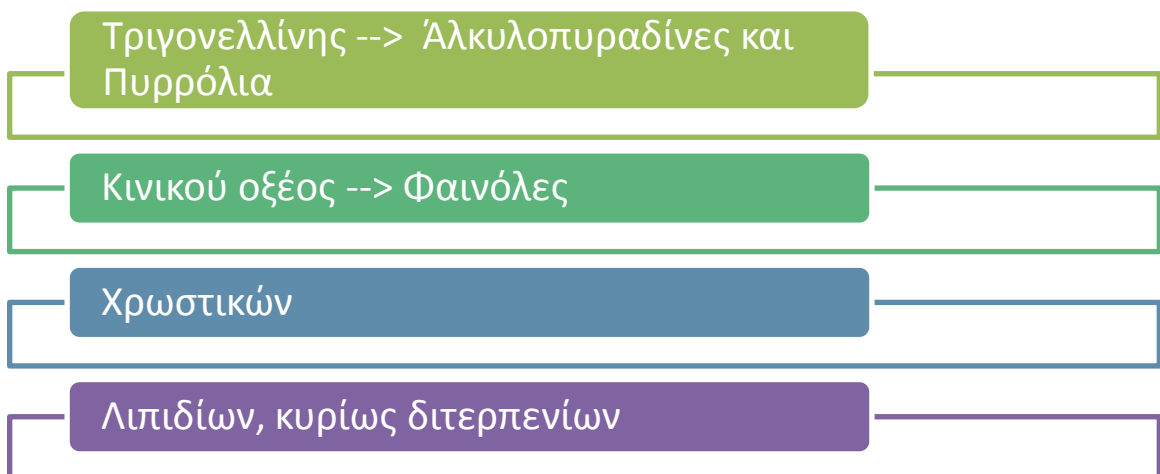 Τριγονελλίνης --> Άλκυλοπυραδίνες και
Πυρρόλια
Κινικού οξέος --> Φαινόλες
Χρωστικών
Λιπιδίων, κυρίως διτερπενίων